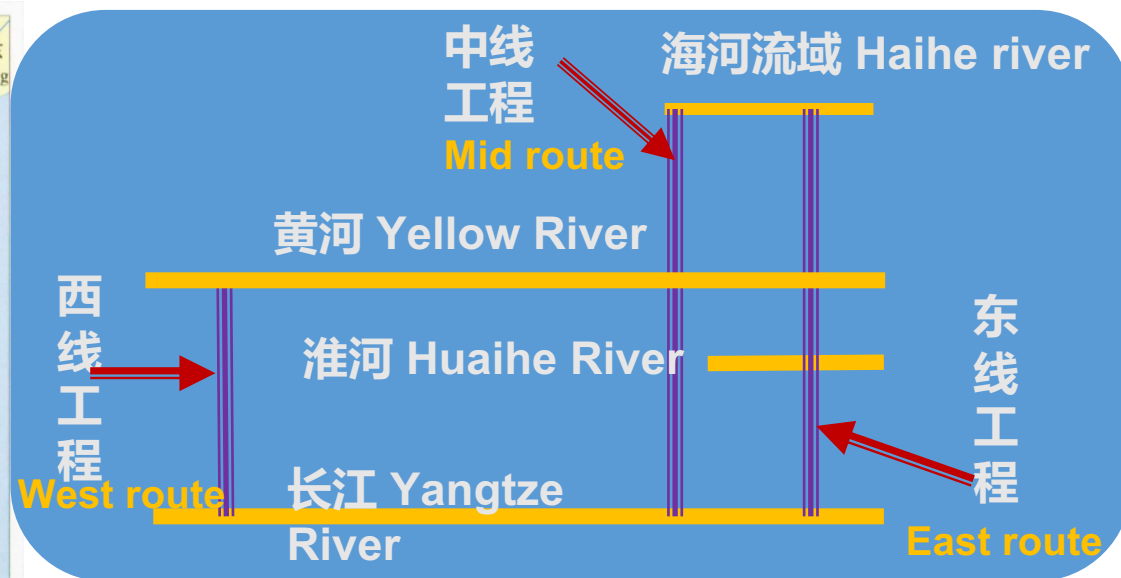 中线
工程
Mid route
海河流域 Haihe river
黄河 Yellow River
西
线
工
程
West route
淮河 Huaihe River
长江 Yangtze
River
东
线
工
程
East route